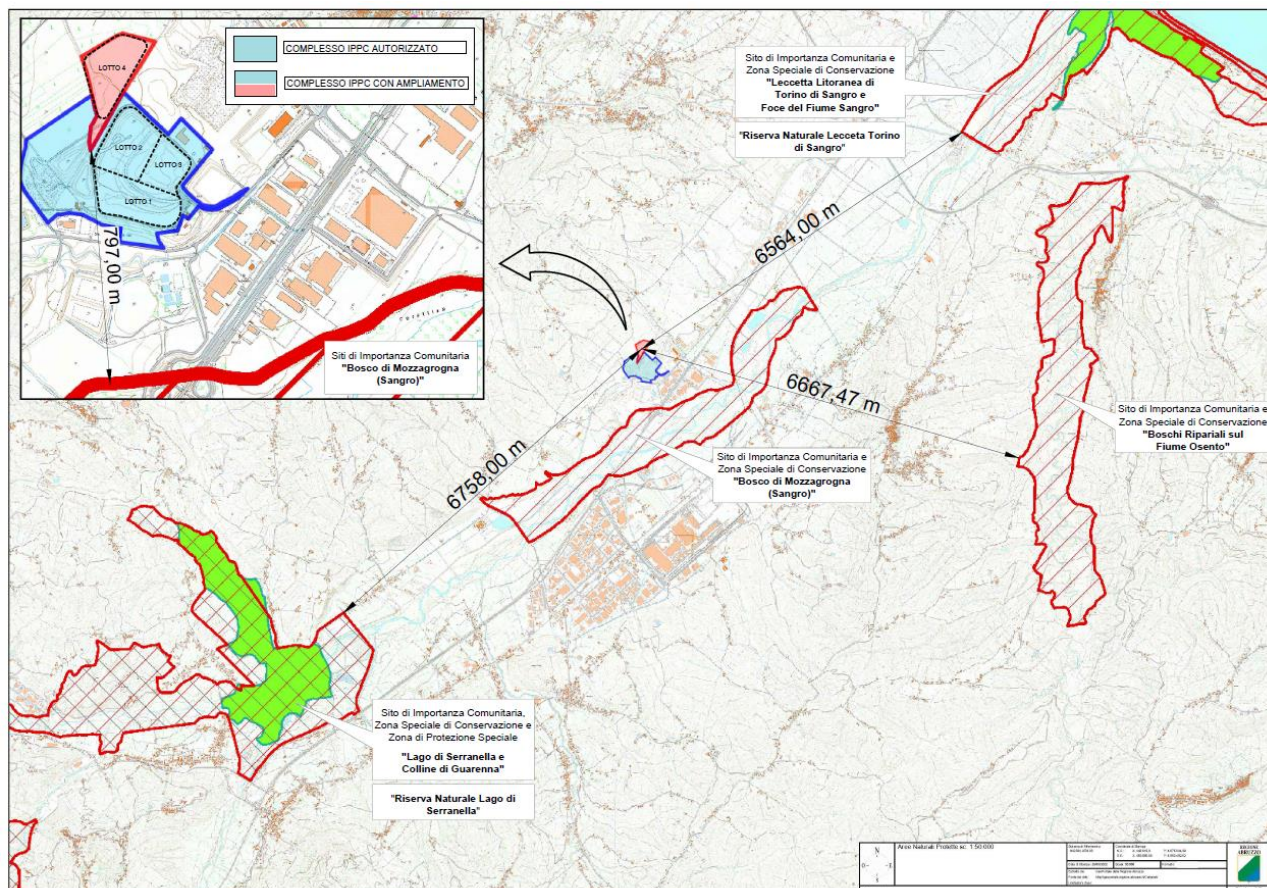 LOTTO 4
LOTTO 2
LOTTO 3
LOTTO 1
797,00 m
COMPLESSO IPPC AUTORIZZATO
COMPLESSO IPPC CON AMPLIAMENTO
Siti di Importanza Comunitaria
"Bosco di Mozzagrogna
(Sangro)"
Sito di Importanza Comunitaria e
Zona Speciale di Conservazione
"Leccetta Litoranea di
Torino di Sangro e
Foce del Fiume Sangro"
"Riserva Naturale Lecceta Torino
di Sangro"
6564,00 m
6667,47 m
6758,00 m
Sito di Importanza Comunitaria e
Zona Speciale di Conservazione
"Boschi Ripariali sul
Fiume Osento"
Sito di Importanza Comunitaria e
Zona Speciale di Conservazione
"Bosco di Mozzagrogna
(Sangro)"
Sito di Importanza Comunitaria,
Zona Speciale di Conservazione e
Zona di Protezione Speciale
"Lago di Serranella e
Colline di Guarenna"
"Riserva Naturale Lago di
Serranella"
N
Aree Naturali Protette sc. 1:50.000
REGIONE
ABRUZZO